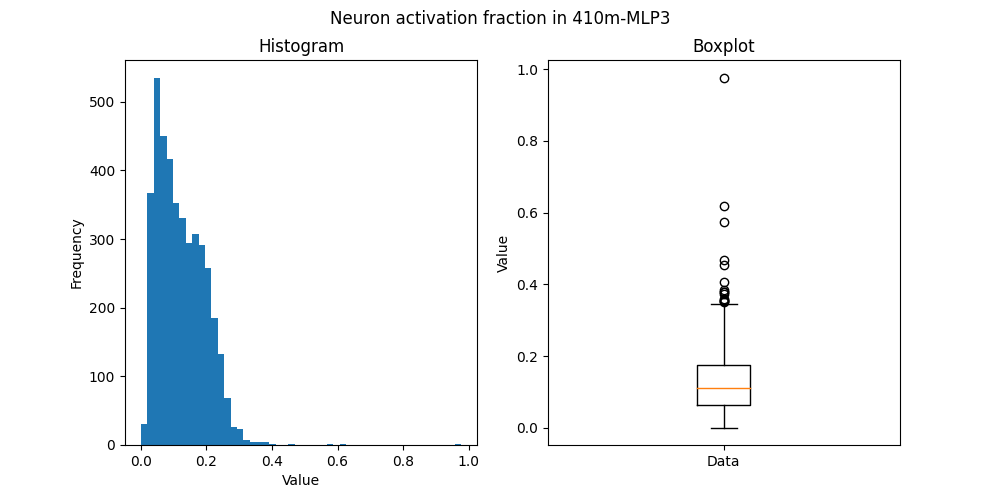 Neuron activation fraction in 410m-MLP3
Histogram
Frequency
500
400
300
200
100
0
0.0 0.2 0.4 0.6 0.8 1.0
Value
Boxplot
Value
1.0
0.8
0.6
0.4
0.2
0.0
Data